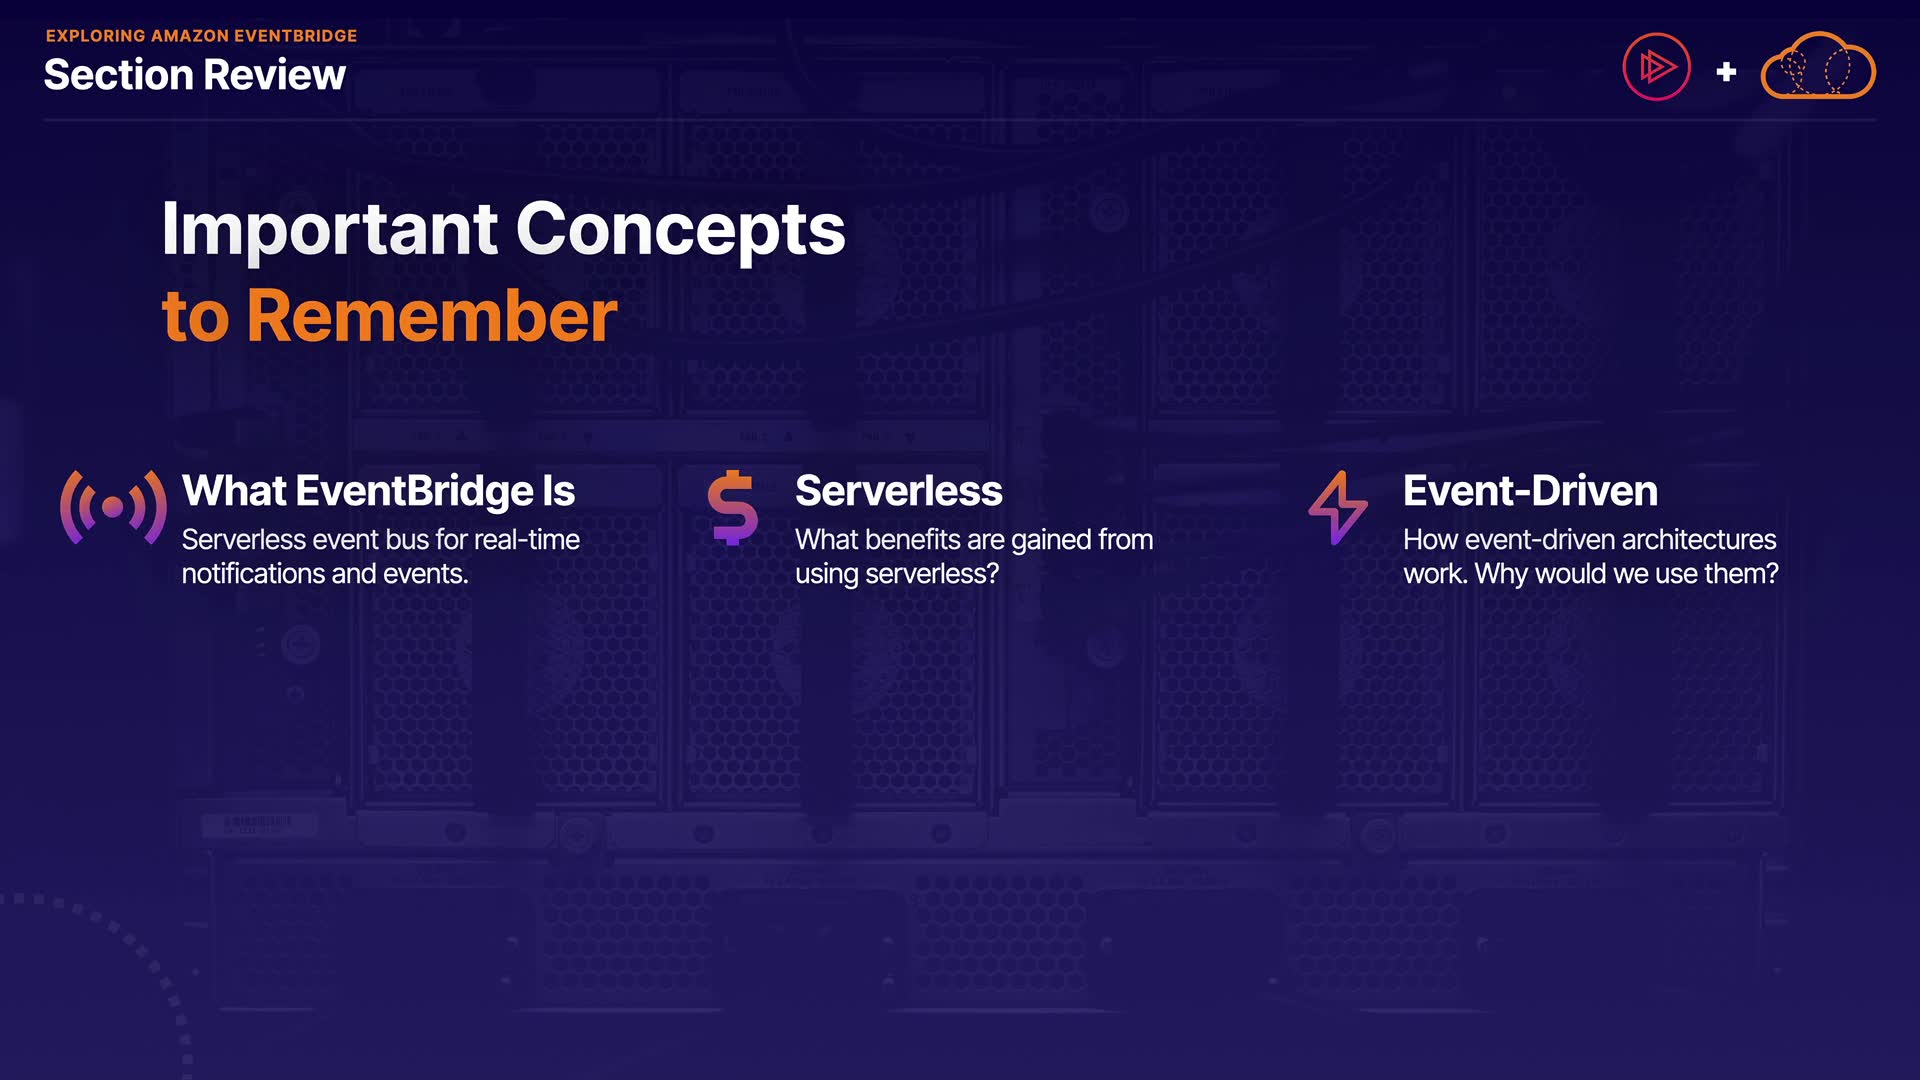 EXPLORING AMAZON EVENTBRIDGE
Section Review
Important Concepts
to Remember
What EventBridge Is
Serverless event bus for real-time
notifications and events.
Serverless
What benefits are gained from
using serverless?
Event-Driven
How event-driven architectures
work. Why would we use them?